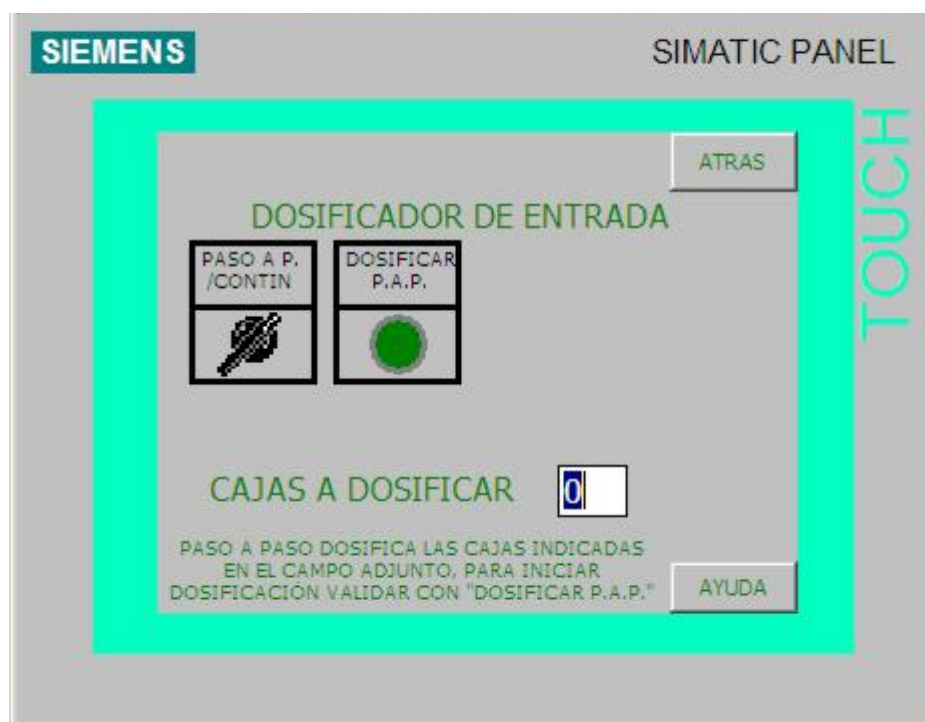 SIEMENS
SIMATIC PANEL
TOUCH
ATRAS
DOSIFICADOR DE ENTRADA
PASO A P.
/CONTIN
DOSIFICAR
P.A.P.
CAJAS A DOSIFICAR 0
PASO A PASO DOSIFICA LAS CAJAS INDICADAS
EN EL CAMPO ADJUNTO, PARA INICIAR
DOSIFICACIÓN VALIDAR CON "DOSIFICAR P.A.P."
AYUDA